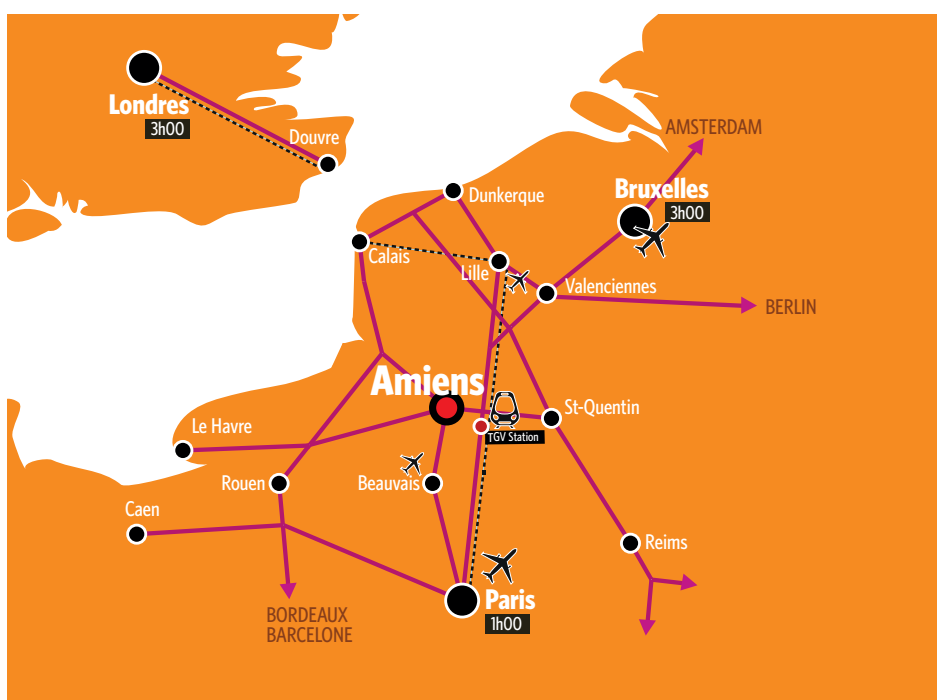 Londres
3h00
Douvre
AMSTERDAM
Dunkerque
Bruxelles
3h00
Calais
Lille
Valenciennes
BERLIN
Amiens
St-Quentin
Le Havre
TGV Station
Rouen
Beauvais
Caen
Reims
Paris
1h00
BORDEAUX
BARCELONE